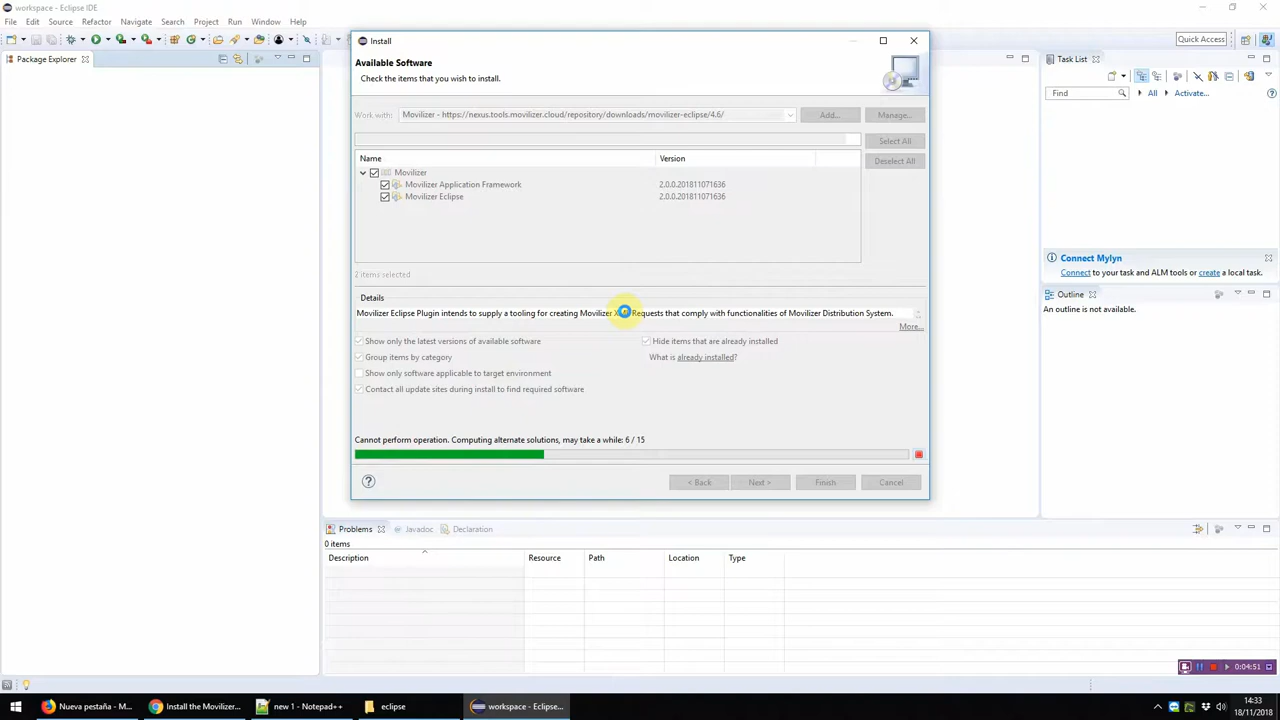 workspace - Eclipse IDE
File Edit Source Refactor Navigate Search Project Run Window Help
Quick Access
Package Explorer
Install
Available Software
Check the items that you wish to install.
Work with: Movilizer - https://nexus.tools.movilizer.cloud/repository/downloads/movilizer-eclipse/4.6/ Add... Manage...
Select All
Deselect All
Name Version
Movilizer
Movilizer Application Framework 2.0.0.201811071636
Movilizer Eclipse 2.0.0.201811071636
2 items selected
Details
Movilizer Eclipse Plugin intends to supply a tooling for creating Movilizer Requests that comply with functionalities of Movilizer Distribution System.
More...
Show only the latest versions of available software Hide items that are already installed
Group items by category What is already installed?
Show only software applicable to target environment
Contact all update sites during install to find required software
Cannot perform operation. Computing alternate solutions, may take a while: 6 / 15
? < Back Next > Finish Cancel
Task List
Find All Activate... ?
Connect Mylyn
Connect to your task and ALM tools or create a local task.
Outline
An outline is not available.
Problems Javadoc Declaration
0 items
Description Resource Path Location Type
0:04:51
Nueva pestaña - M... Install the Movilizer... new 1 - Notepad++ eclipse workspace - Eclipse...
14:33
18/11/2018